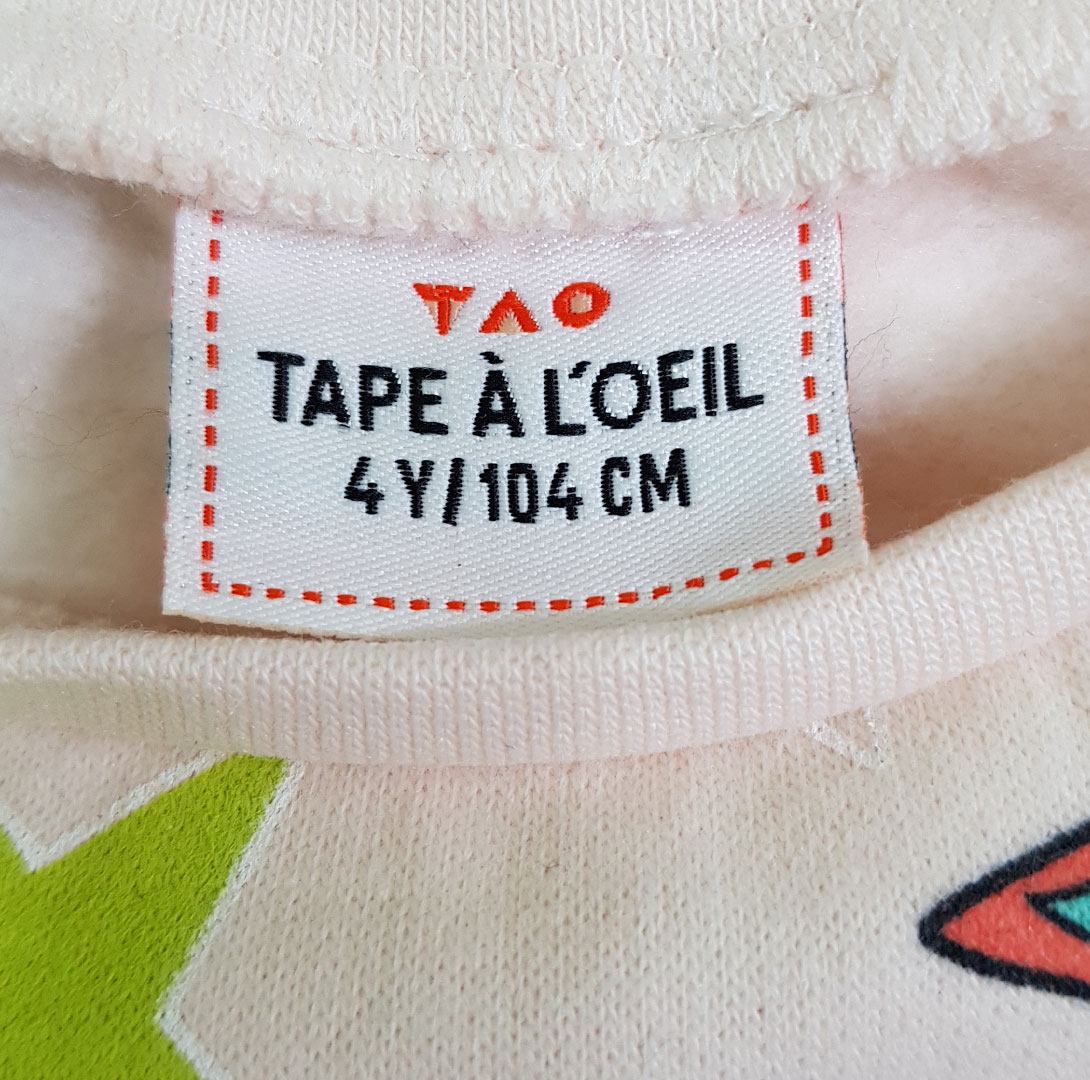 TAO
TAPE À L'OEIL
4 Y/104 CM